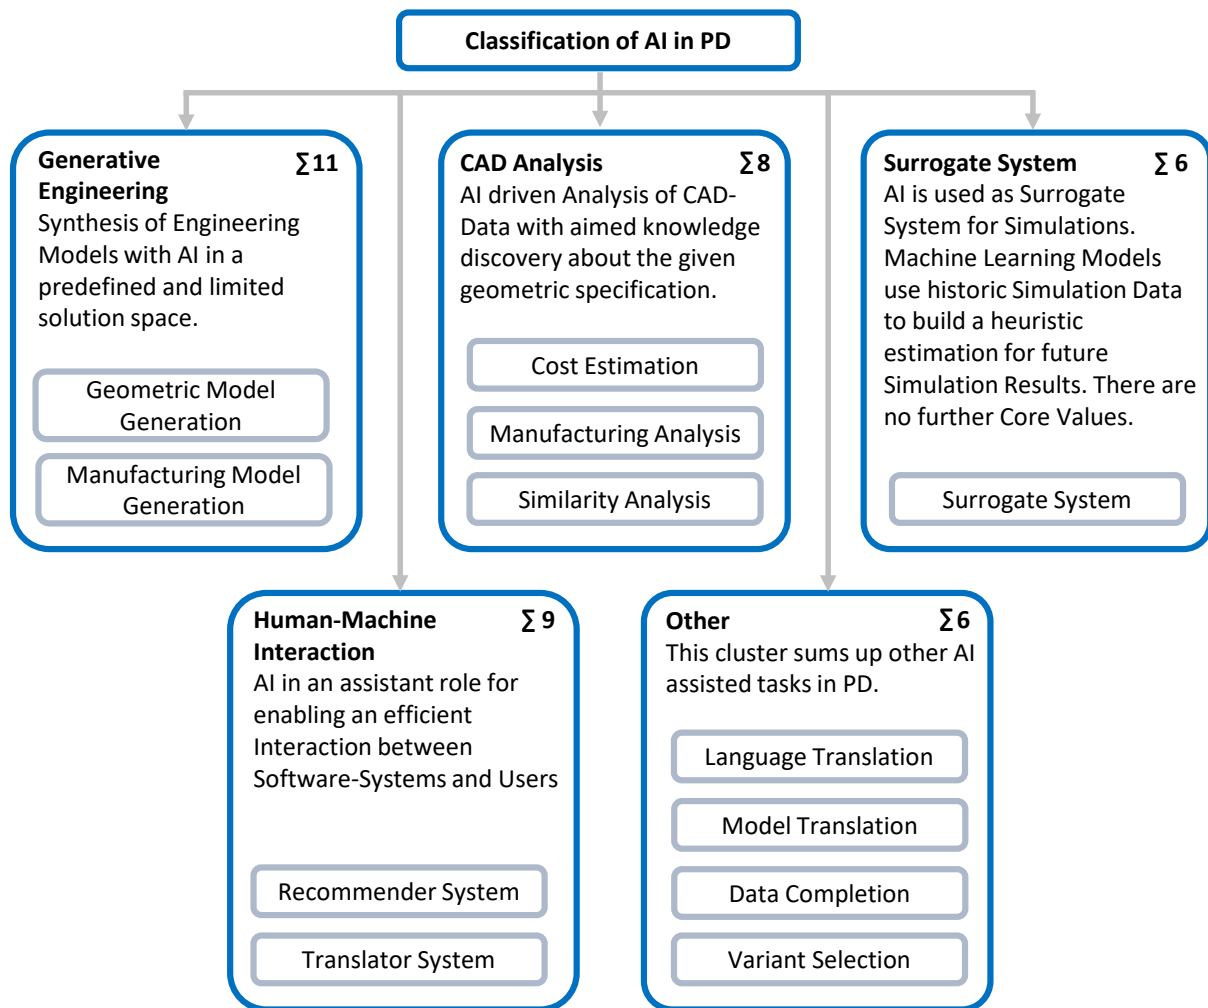 Classification of AI in PD
Generative
Engineering
∑11
Synthesis of Engineering
Models with AI in a
predefined and limited
solution space.
Geometric Model
Generation
Manufacturing Model
Generation
CAD Analysis
∑8
AI driven Analysis of CAD-
Data with aimed knowledge
discovery about the given
geometric specification.
Cost Estimation
Manufacturing Analysis
Similarity Analysis
Surrogate System
∑ 6
AI is used as Surrogate
System for Simulations.
Machine Learning Models
use historic Simulation Data
to build a heuristic
estimation for future
Simulation Results. There are
no further Core Values.
Surrogate System
Human-Machine
Interaction
∑ 9
AI in an assistant role for
enabling an efficient
Interaction between
Software-Systems and Users
Recommender System
Translator System
Other
∑6
This cluster sums up other AI
assisted tasks in PD.
Language Translation
Model Translation
Data Completion
Variant Selection